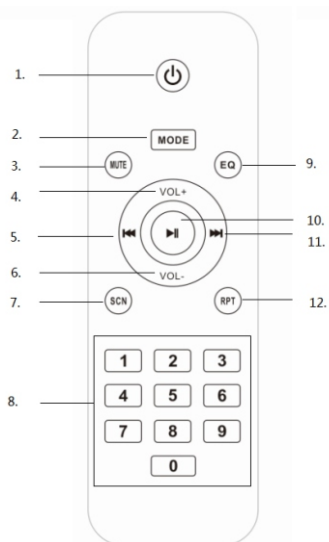 1.
2. MODE
3. MUTE EQ 9.
4. VOL+
10.
5. 11.
6. VOL-
7. SCN RPT 12.
1 2 3
8. 4 5 6
7 8 9
0